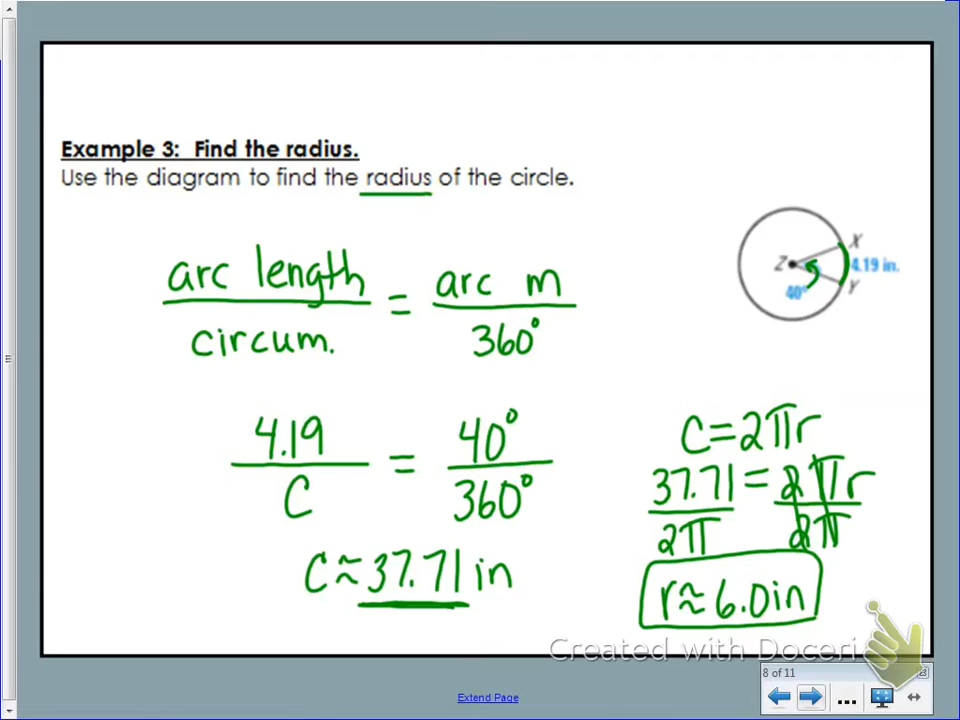 Example 3: Find the radius.
Use the diagram to find the radius of the circle.
X
Z
4.19 in.
40°
Y
arc length / circum. = arc m / 360°
4.19 / C = 40° / 360°
C ≈ 37.71 in
C = 2πr
37.71 / 2π = 2πr / 2π
r ≈ 6.0in
Created with Doceri
8 of 11
...
Extend Page